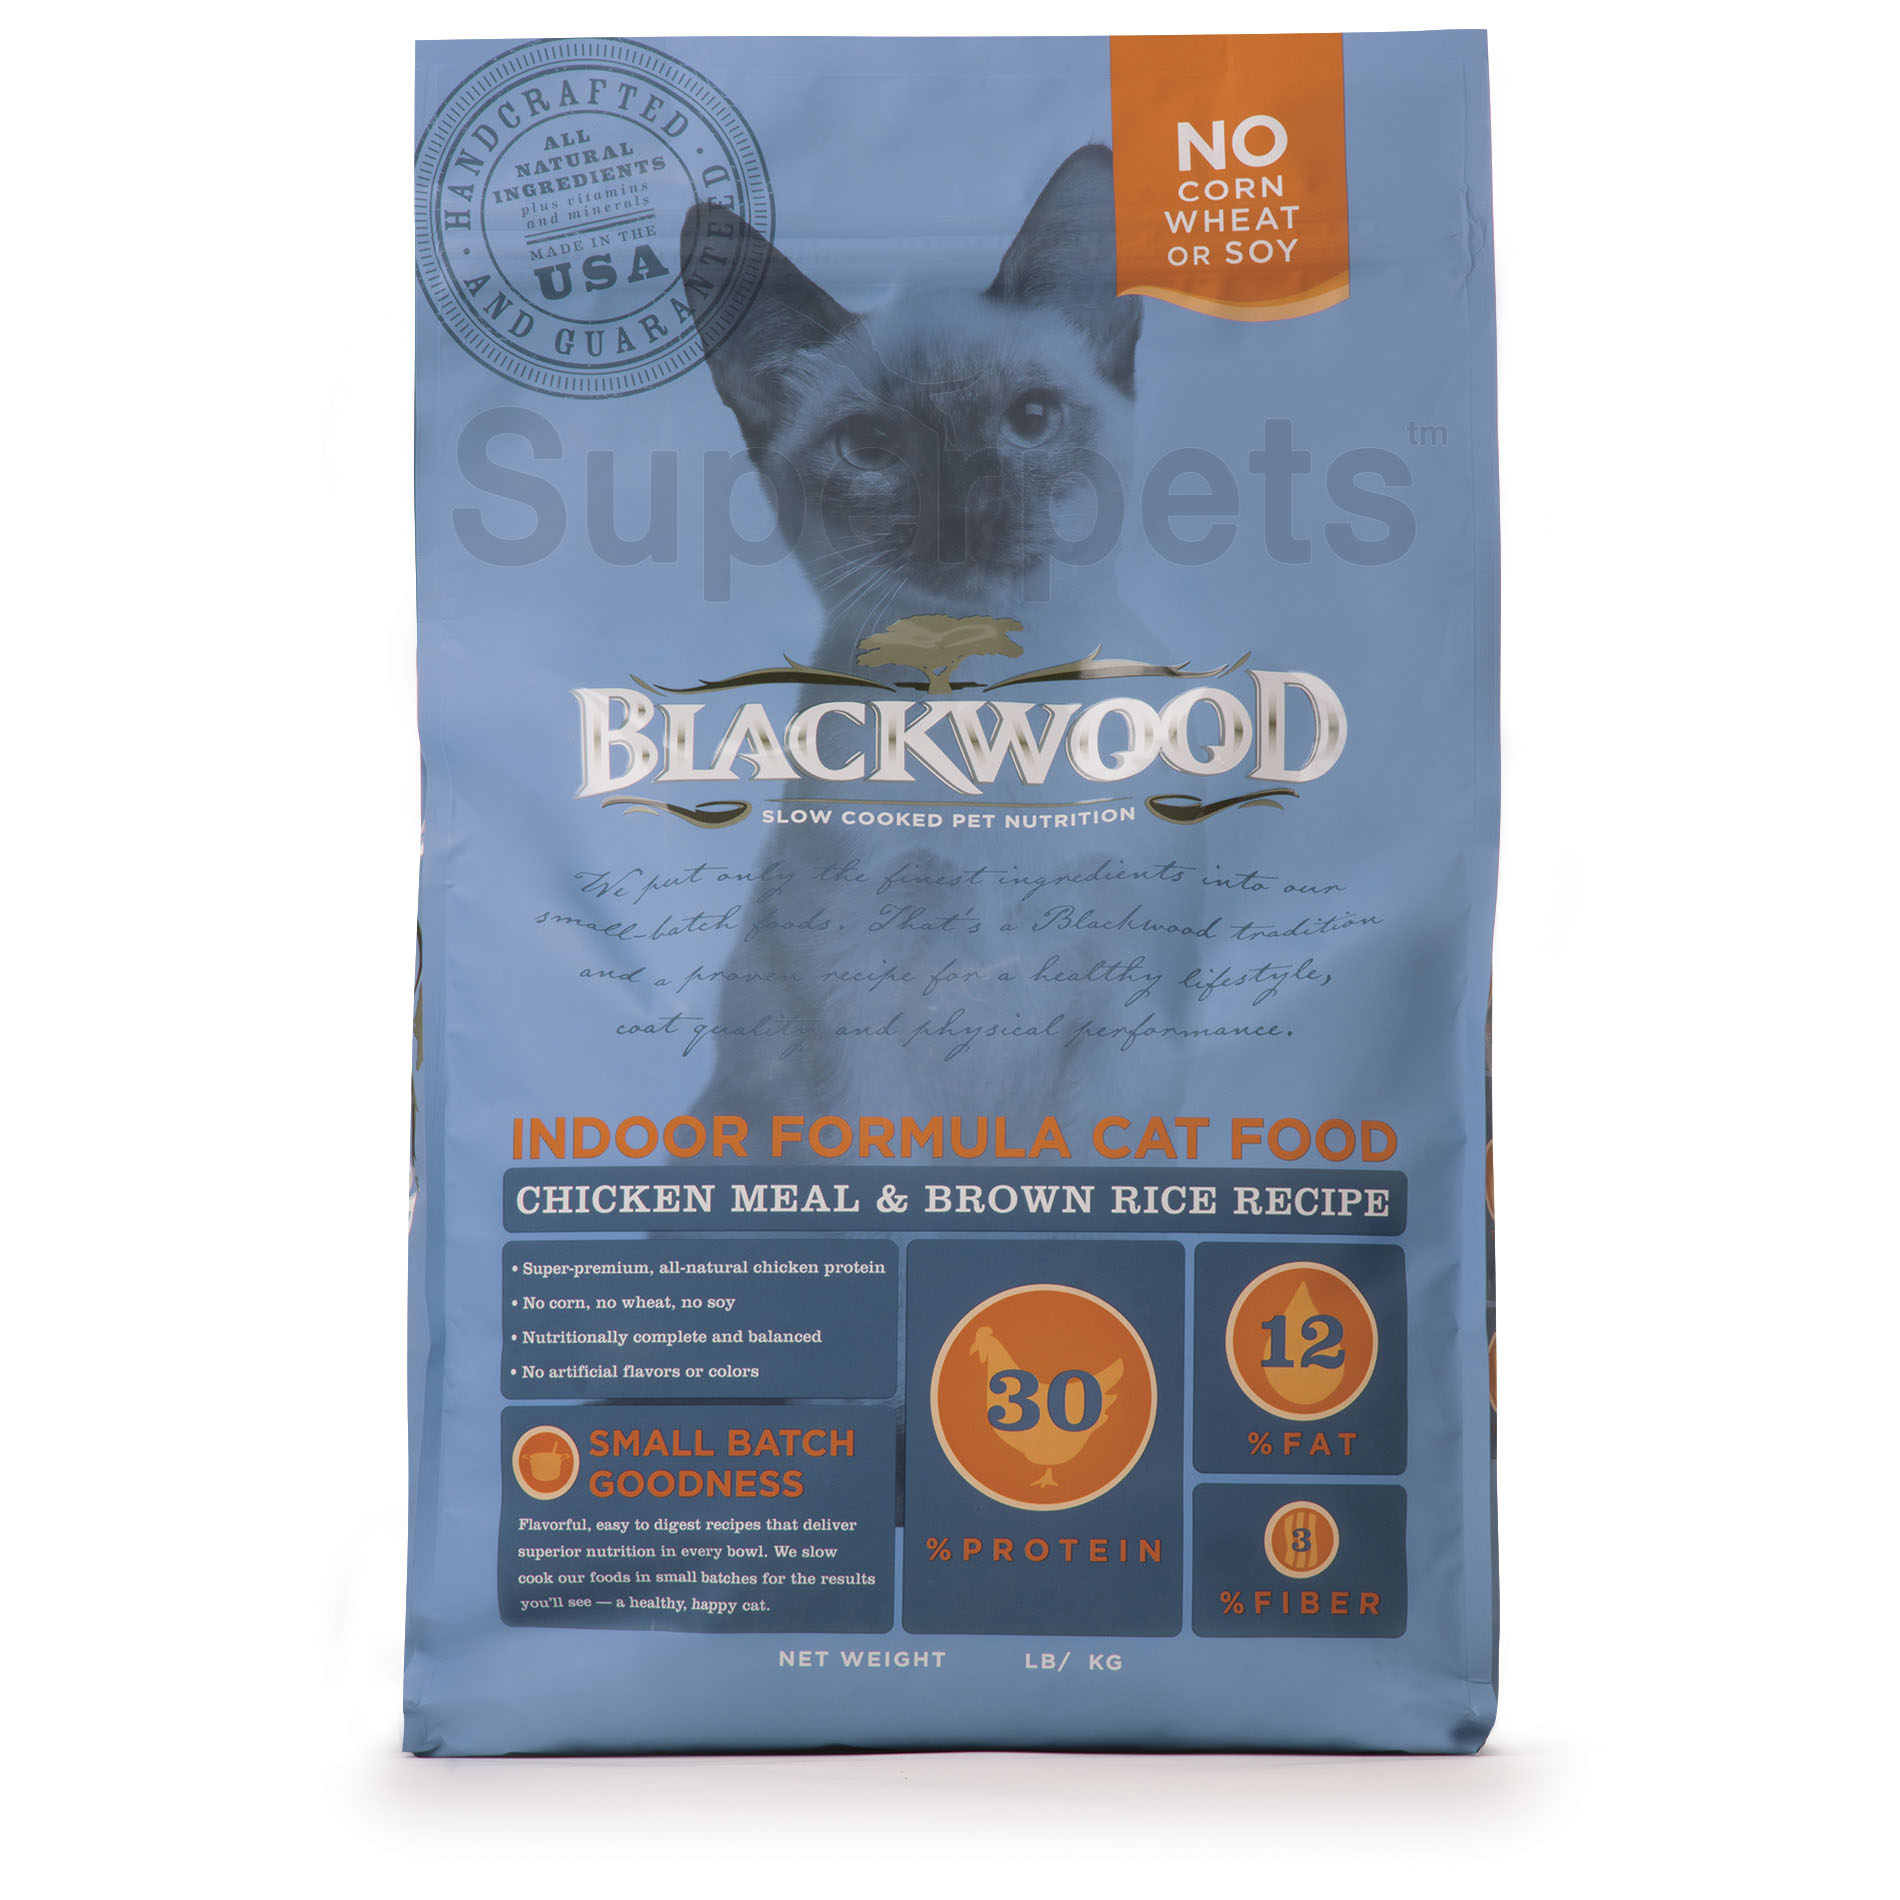 HANDCRAFTED · AND GUARANTEED ·
ALL
NATURAL
INGREDIENTS
plus vitamins
and minerals
MADE IN THE
USA
NO
CORN
WHEAT
OR SOY
Superpets™
BLACKWOOD
SLOW COOKED PET NUTRITION
We put only the finest ingredients into our
small-batch foods. That's a Blackwood tradition
and a proven recipe for a healthy lifestyle,
coat quality and physical performance.
INDOOR FORMULA CAT FOOD
CHICKEN MEAL & BROWN RICE RECIPE
• Super-premium, all-natural chicken protein
• No corn, no wheat, no soy
• Nutritionally complete and balanced
• No artificial flavors or colors
SMALL BATCH
GOODNESS
Flavorful, easy to digest recipes that deliver
superior nutrition in every bowl. We slow
cook our foods in small batches for the results
you'll see — a healthy, happy cat.
30
% PROTEIN
12
% FAT
3
% FIBER
NET WEIGHT LB/ KG